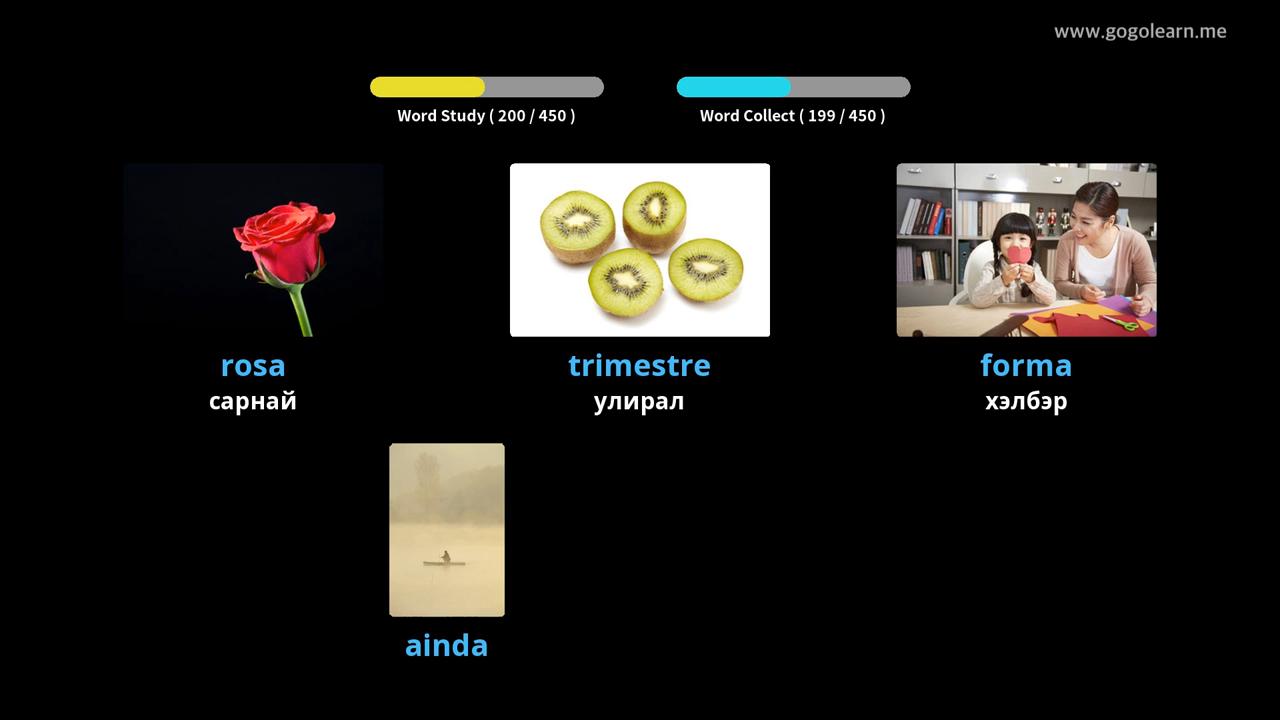 www.gogolearn.me
Word Study ( 200 / 450 )
Word Collect ( 199 / 450 )
rosa
сарнай
trimestre
улирал
forma
хэлбэр
ainda